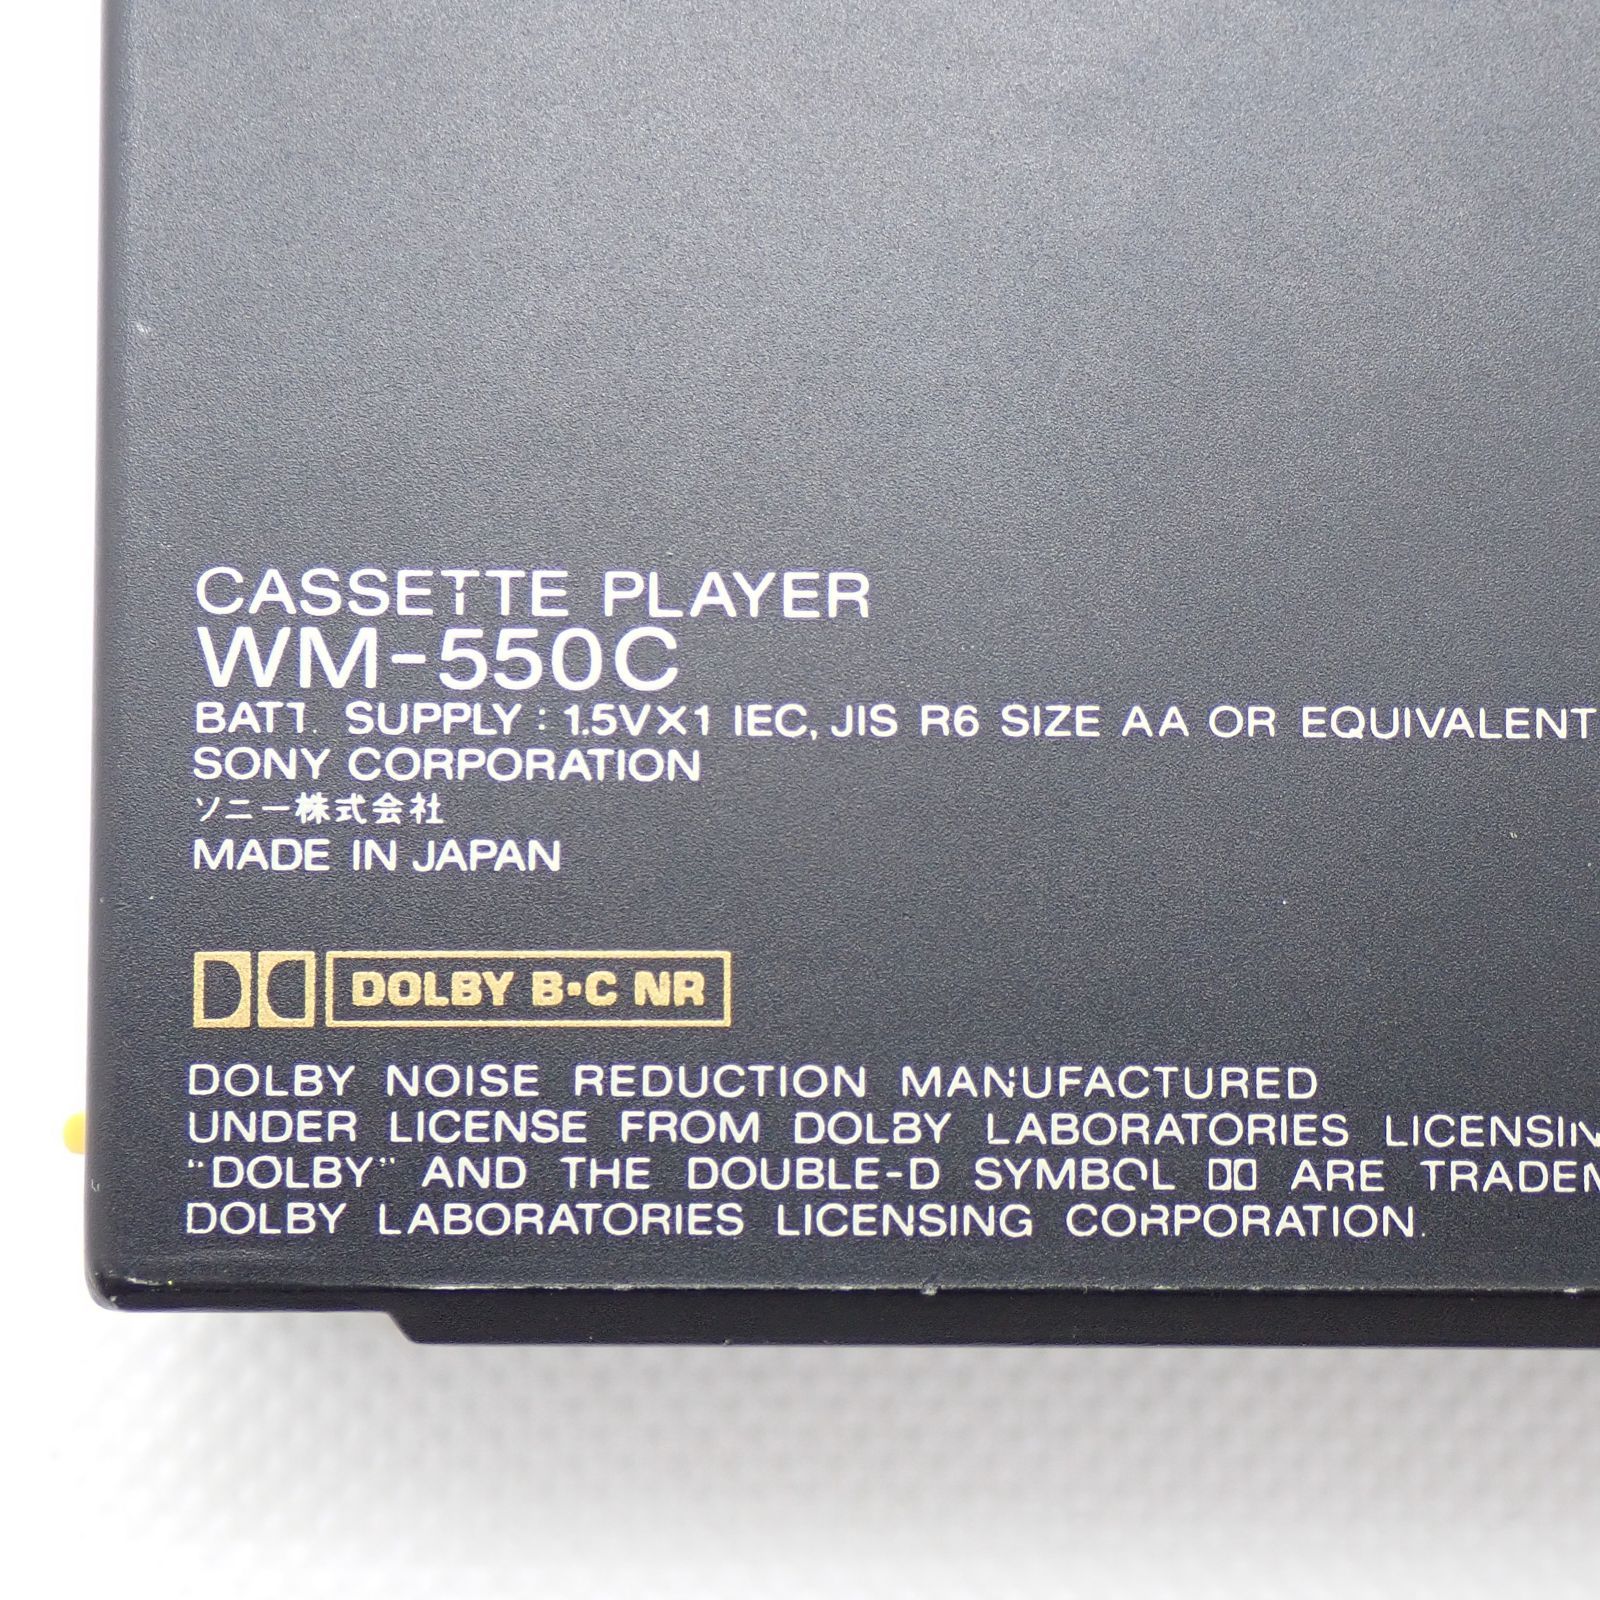 CASSETTE PLAYER
WM-550C
BATT. SUPPLY : 1.5V×1 IEC, JIS R6 SIZE AA OR EQUIVALENT
SONY CORPORATION
ソニー株式会社
MADE IN JAPAN
DOLBY B•C NR
DOLBY NOISE REDUCTION MANUFACTURED
UNDER LICENSE FROM DOLBY LABORATORIES
"DOLBY" AND THE DOUBLE-D SYMBOL ARE
DOLBY LABORATORIES LICENSING CORPORATION.